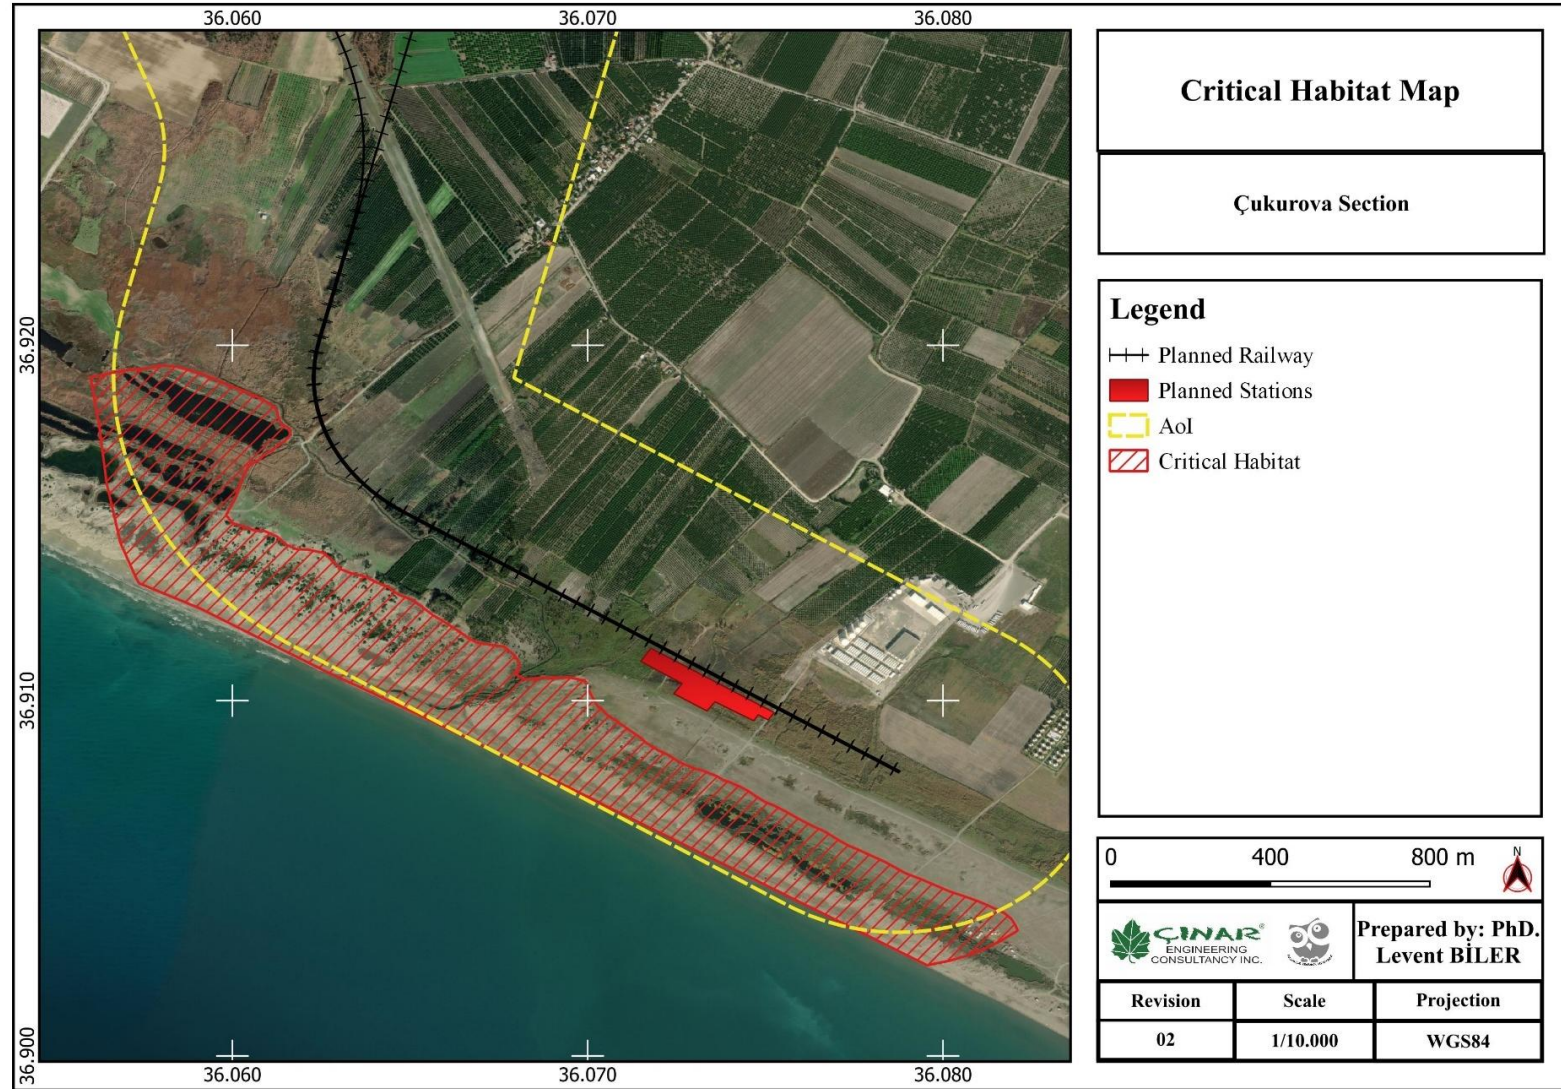 36.060
36.070
36.080
36.920
36.910
36.900
36.060
36.070
36.080
Critical Habitat Map
Çukurova Section
Legend
Planned Railway
Planned Stations
AoI
Critical Habitat
0
400
800 m
N
ÇINAR®
ENGINEERING
CONSULTANCY INC.
Prepared by: PhD.
Levent BİLER
Revision
Scale
Projection
02
1/10.000
WGS84